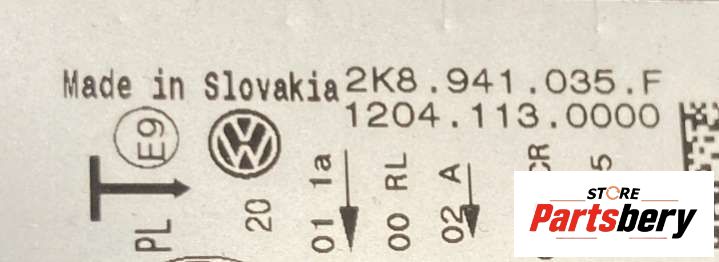 Made in Slovakia 2K8.941.035.F
1204.113.0000
E9
PL
20
01 1a
00 RL
02 A
CR
5
STORE
Partsbery